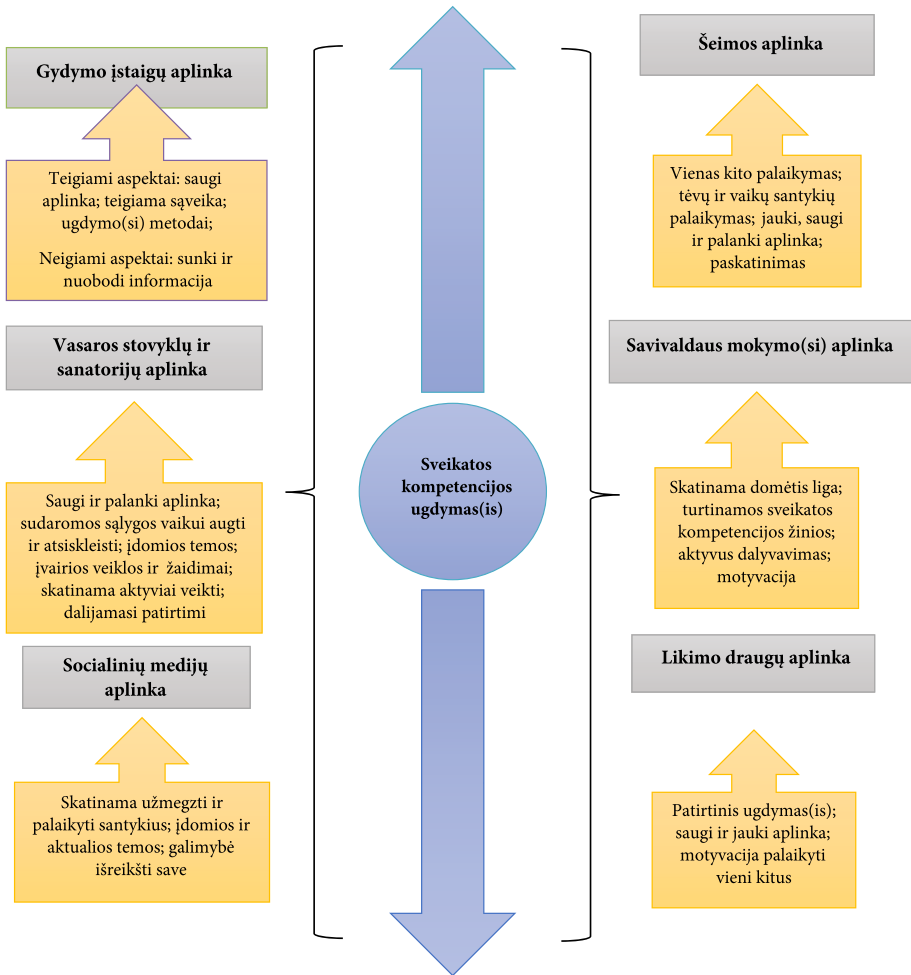 Gydymo įstaigų aplinka
Teigiami aspektai: saugi
aplinka; teigiama sąveika;
ugdymo(si) metodai;
Neigiami aspektai: sunki ir
nuobodi informacija
Vasaros stovyklų ir
sanatorijų aplinka
Saugi ir palanki aplinka;
sudaromos sąlygos vaikui augti
ir atsiskleisti; įdomios temos;
įvairios veiklos ir žaidimai;
skatinama aktyviai veikti;
dalijamasi patirtimi
Socialinių medijų
aplinka
Skatinama užmegzti ir
palaikyti santykius; įdomios ir
aktualios temos; galimybė
išreikšti save
Sveikatos
kompetencijos
ugdymas(is)
Šeimos aplinka
Vienas kito palaikymas;
tėvų ir vaikų santykių
palaikymas; jauki, saugi
ir palanki aplinka;
paskatinimas
Savivaldaus mokymo(si) aplinka
Skatinama domėtis liga;
turtinamos sveikatos
kompetencijos žinios;
aktyvus dalyvavimas;
motyvacija
Likimo draugų aplinka
Patirtinis ugdymas(is);
saugi ir jauki aplinka;
motyvacija palaikyti
vieni kitus